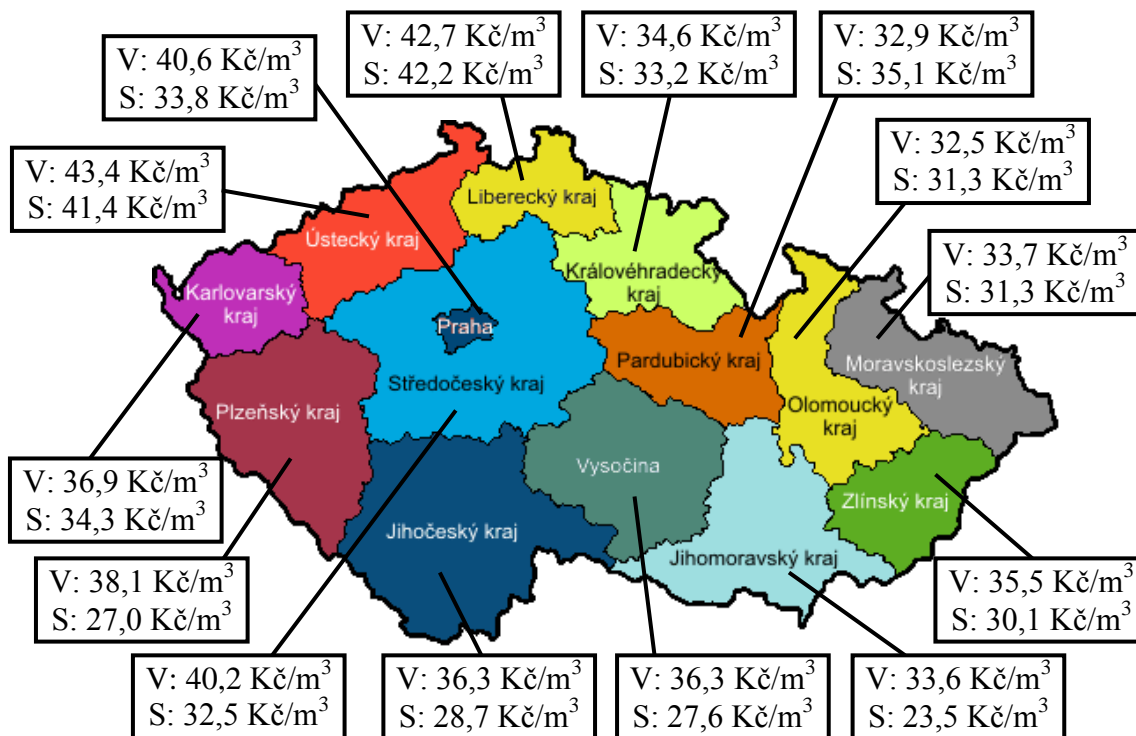 V: 40,6 Kč/m³
S: 33,8 Kč/m³
V: 42,7 Kč/m³
S: 42,2 Kč/m³
V: 34,6 Kč/m³
S: 33,2 Kč/m³
V: 32,9 Kč/m³
S: 35,1 Kč/m³
V: 43,4 Kč/m³
S: 41,4 Kč/m³
V: 32,5 Kč/m³
S: 31,3 Kč/m³
V: 33,7 Kč/m³
S: 31,3 Kč/m³
Liberecký kraj
Ústecký kraj
Královéhradecký
kraj
Karlovarský
kraj
Praha
Pardubický kraj
Moravskoslezský
kraj
Středočeský kraj
Plzeňský kraj
Olomoucký
kraj
Vysočina
Zlínský kraj
Jihočeský kraj
Jihomoravský kraj
V: 36,9 Kč/m³
S: 34,3 Kč/m³
V: 38,1 Kč/m³
S: 27,0 Kč/m³
V: 35,5 Kč/m³
S: 30,1 Kč/m³
V: 40,2 Kč/m³
S: 32,5 Kč/m³
V: 36,3 Kč/m³
S: 28,7 Kč/m³
V: 36,3 Kč/m³
S: 27,6 Kč/m³
V: 33,6 Kč/m³
S: 23,5 Kč/m³